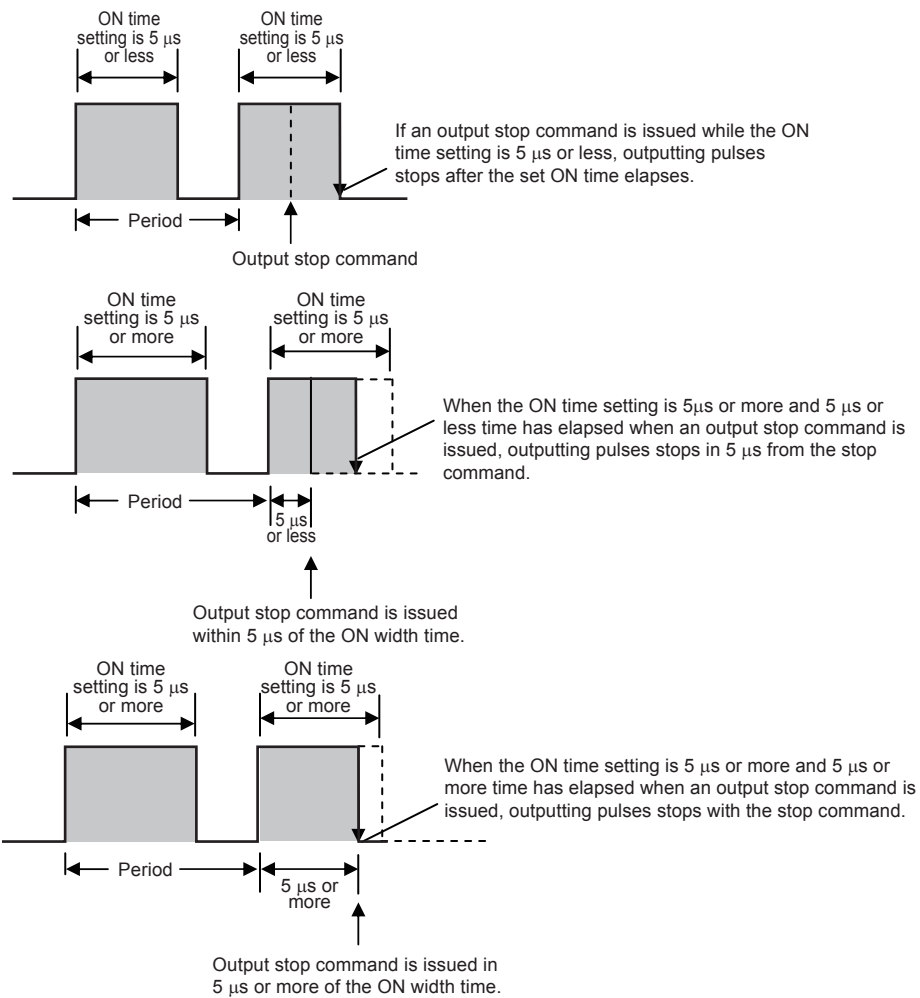 ON time
setting is 5 μs
or less
ON time
setting is 5 μs
or less
If an output stop command is issued while the ON
time setting is 5 μs or less, outputting pulses
stops after the set ON time elapses.
Period
Output stop command
ON time
setting is 5 μs
or more
ON time
setting is 5 μs
or more
When the ON time setting is 5μs or more and 5 μs or
less time has elapsed when an output stop command is
issued, outputting pulses stops in 5 μs from the stop
command.
Period
5 μs
or less
Output stop command is issued
within 5 μs of the ON width time.
ON time
setting is 5 μs
or more
ON time
setting is 5 μs
or more
When the ON time setting is 5 μs or more and 5 μs or
more time has elapsed when an output stop command is
issued, outputting pulses stops with the stop command.
Period
5 μs or
more
Output stop command is issued in
5 μs or more of the ON width time.